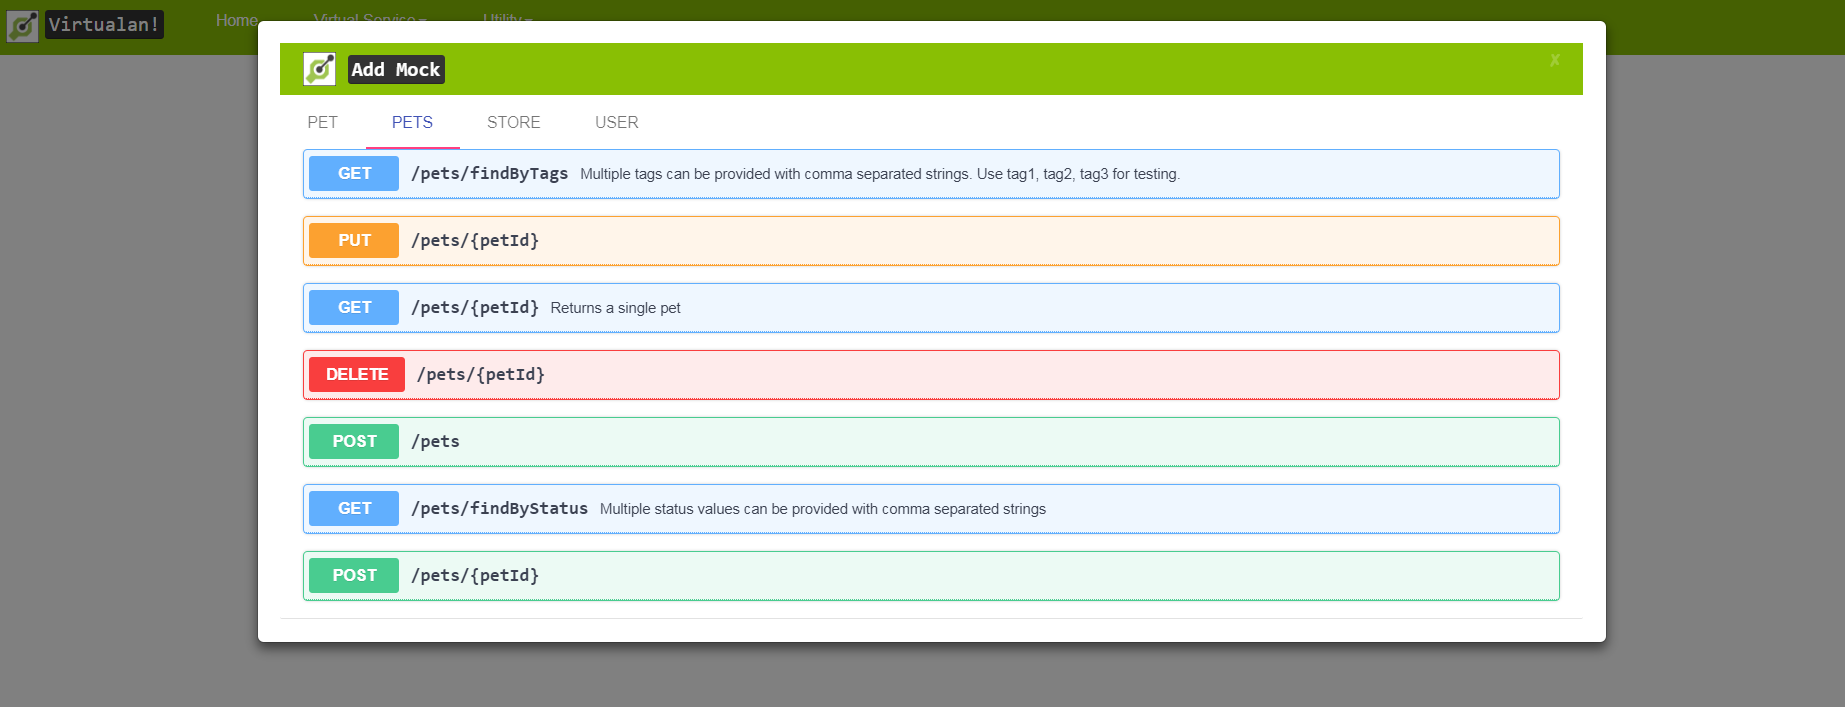 Virtualan!
Home Virtual Service Utility
Add Mock
x
PET PETS STORE USER
GET /pets/findByTags Multiple tags can be provided with comma separated strings. Use tag1, tag2, tag3 for testing.
PUT /pets/{petId}
GET /pets/{petId} Returns a single pet
DELETE /pets/{petId}
POST /pets
GET /pets/findByStatus Multiple status values can be provided with comma separated strings
POST /pets/{petId}